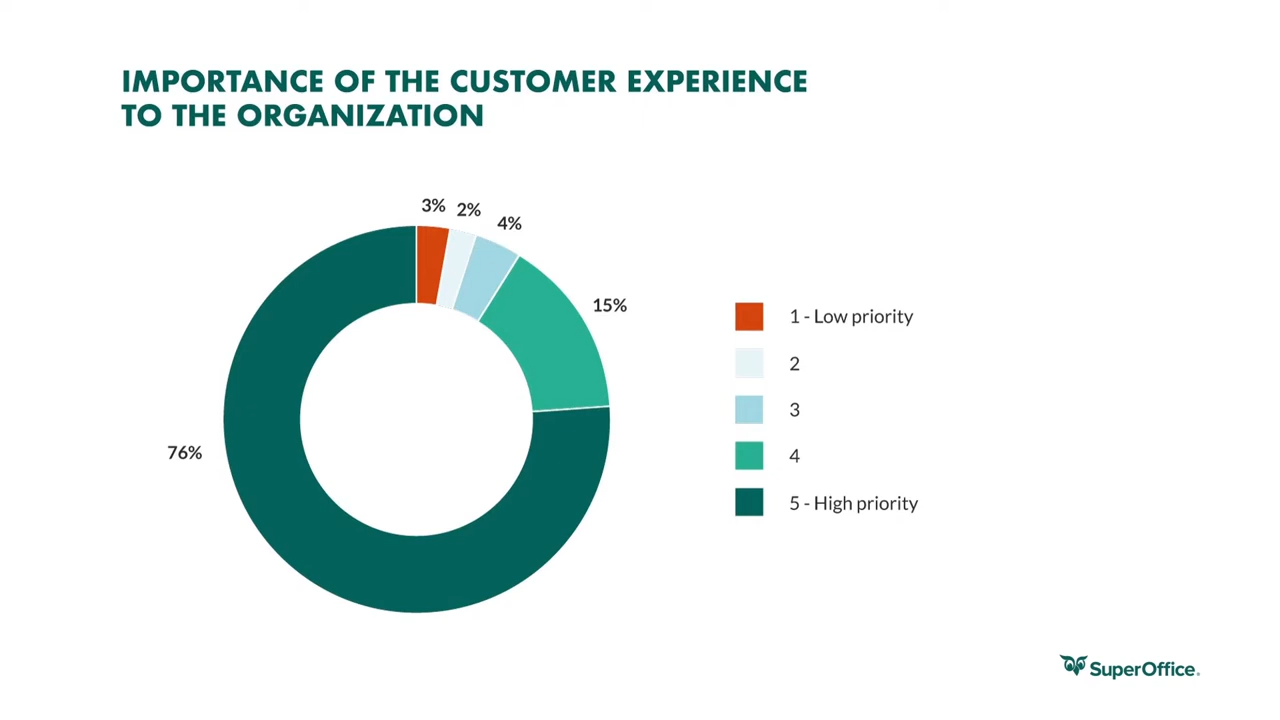 IMPORTANCE OF THE CUSTOMER EXPERIENCE
TO THE ORGANIZATION
3%
2%
4%
15%
76%
1 - Low priority
2
3
4
5 - High priority
SuperOffice.